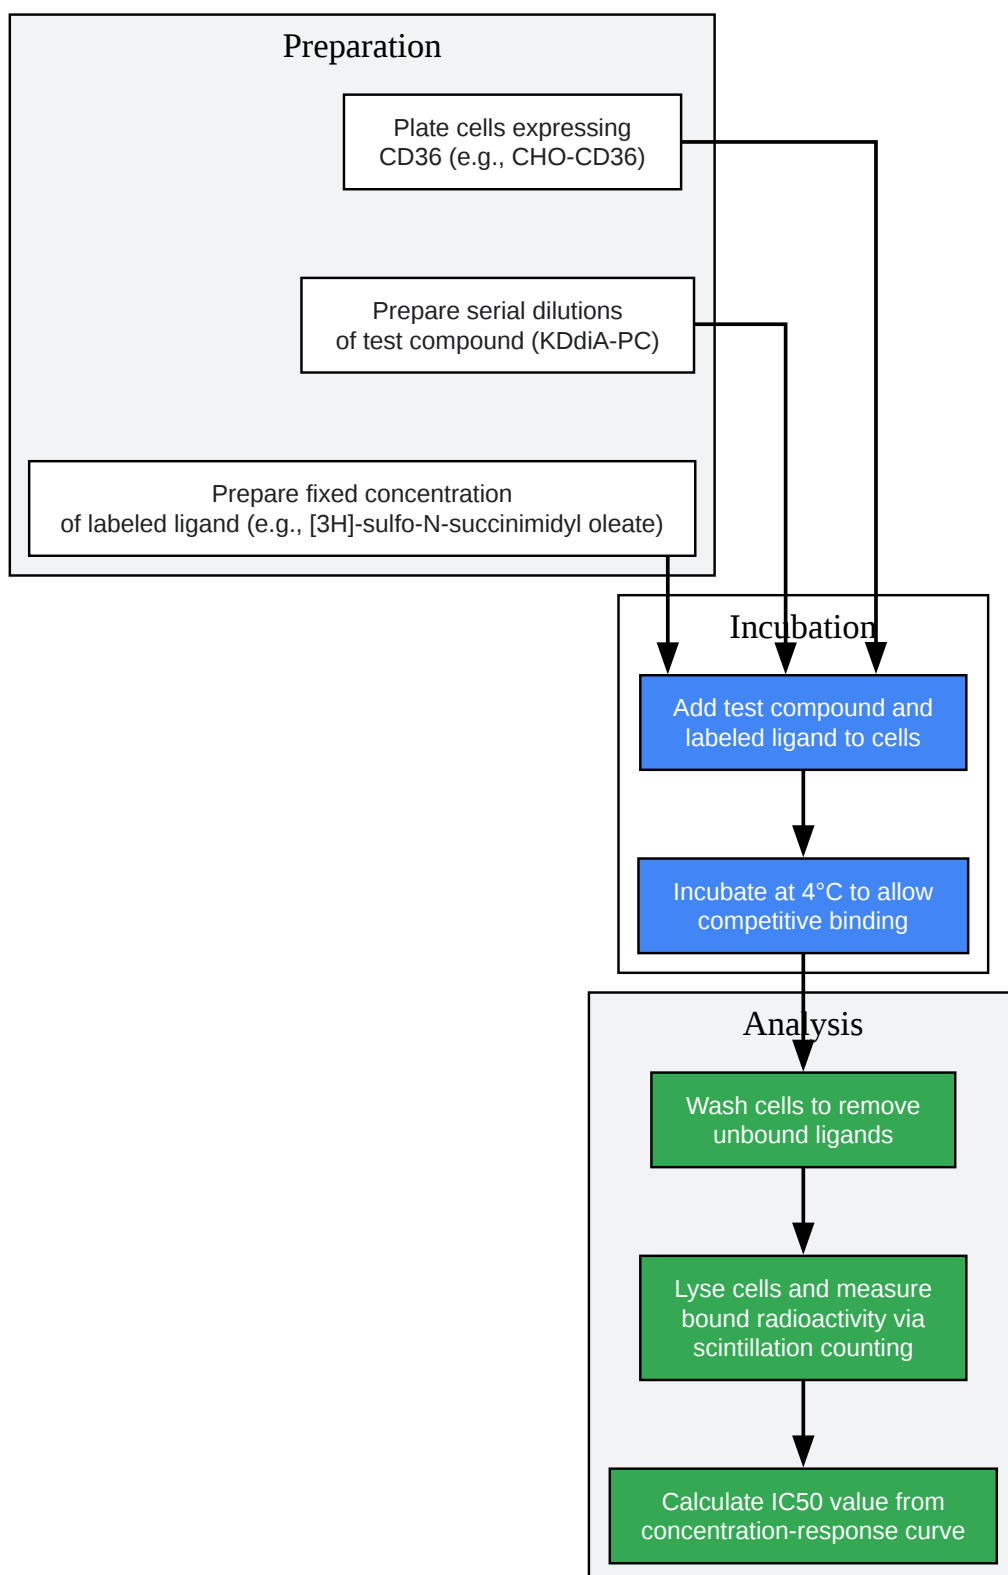 Preparation
Plate cells expressing
CD36 (e.g., CHO-CD36)
Prepare serial dilutions
of test compound (KDdiA-PC)
Prepare fixed concentration
of labeled ligand (e.g., [3H]-sulfo-N-succinimidyl oleate)
Incubation
Add test compound and
labeled ligand to cells
Incubate at 4°C to allow
competitive binding
Analysis
Wash cells to remove
unbound ligands
Lyse cells and measure
bound radioactivity via
scintillation counting
Calculate IC50 value from
concentration-response curve